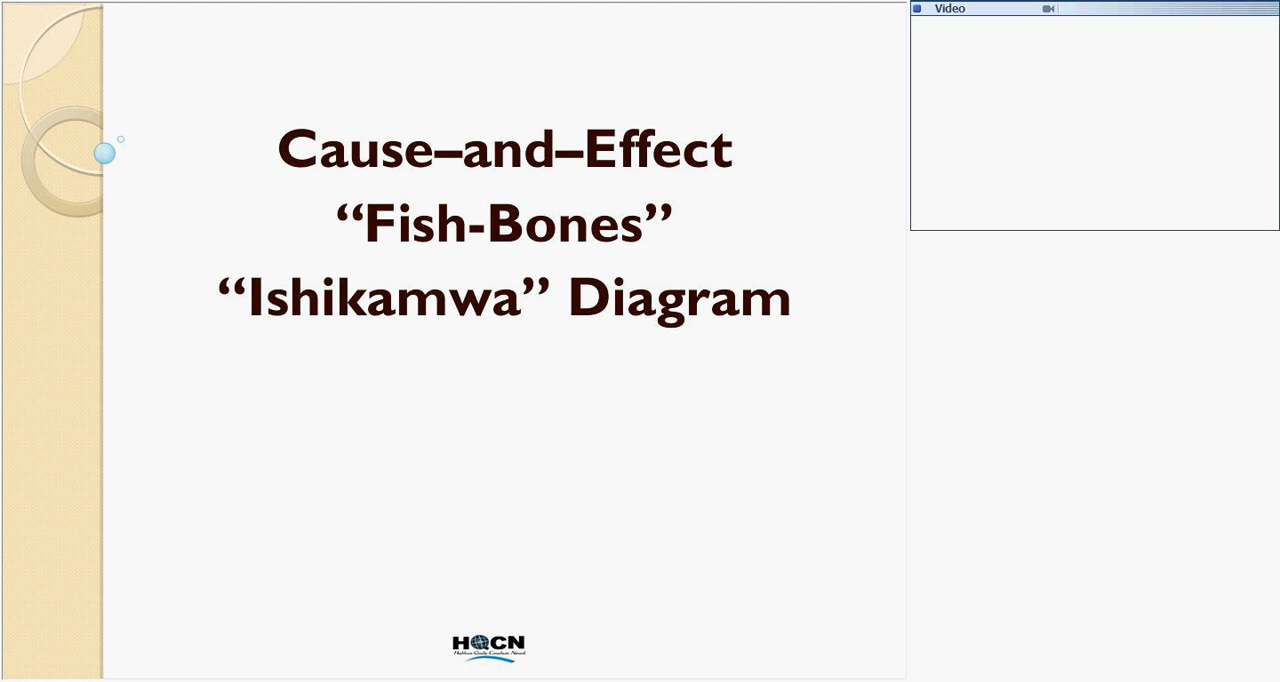 Cause–and–Effect
“Fish-Bones”
“Ishikamwa” Diagram
HQCN
Video